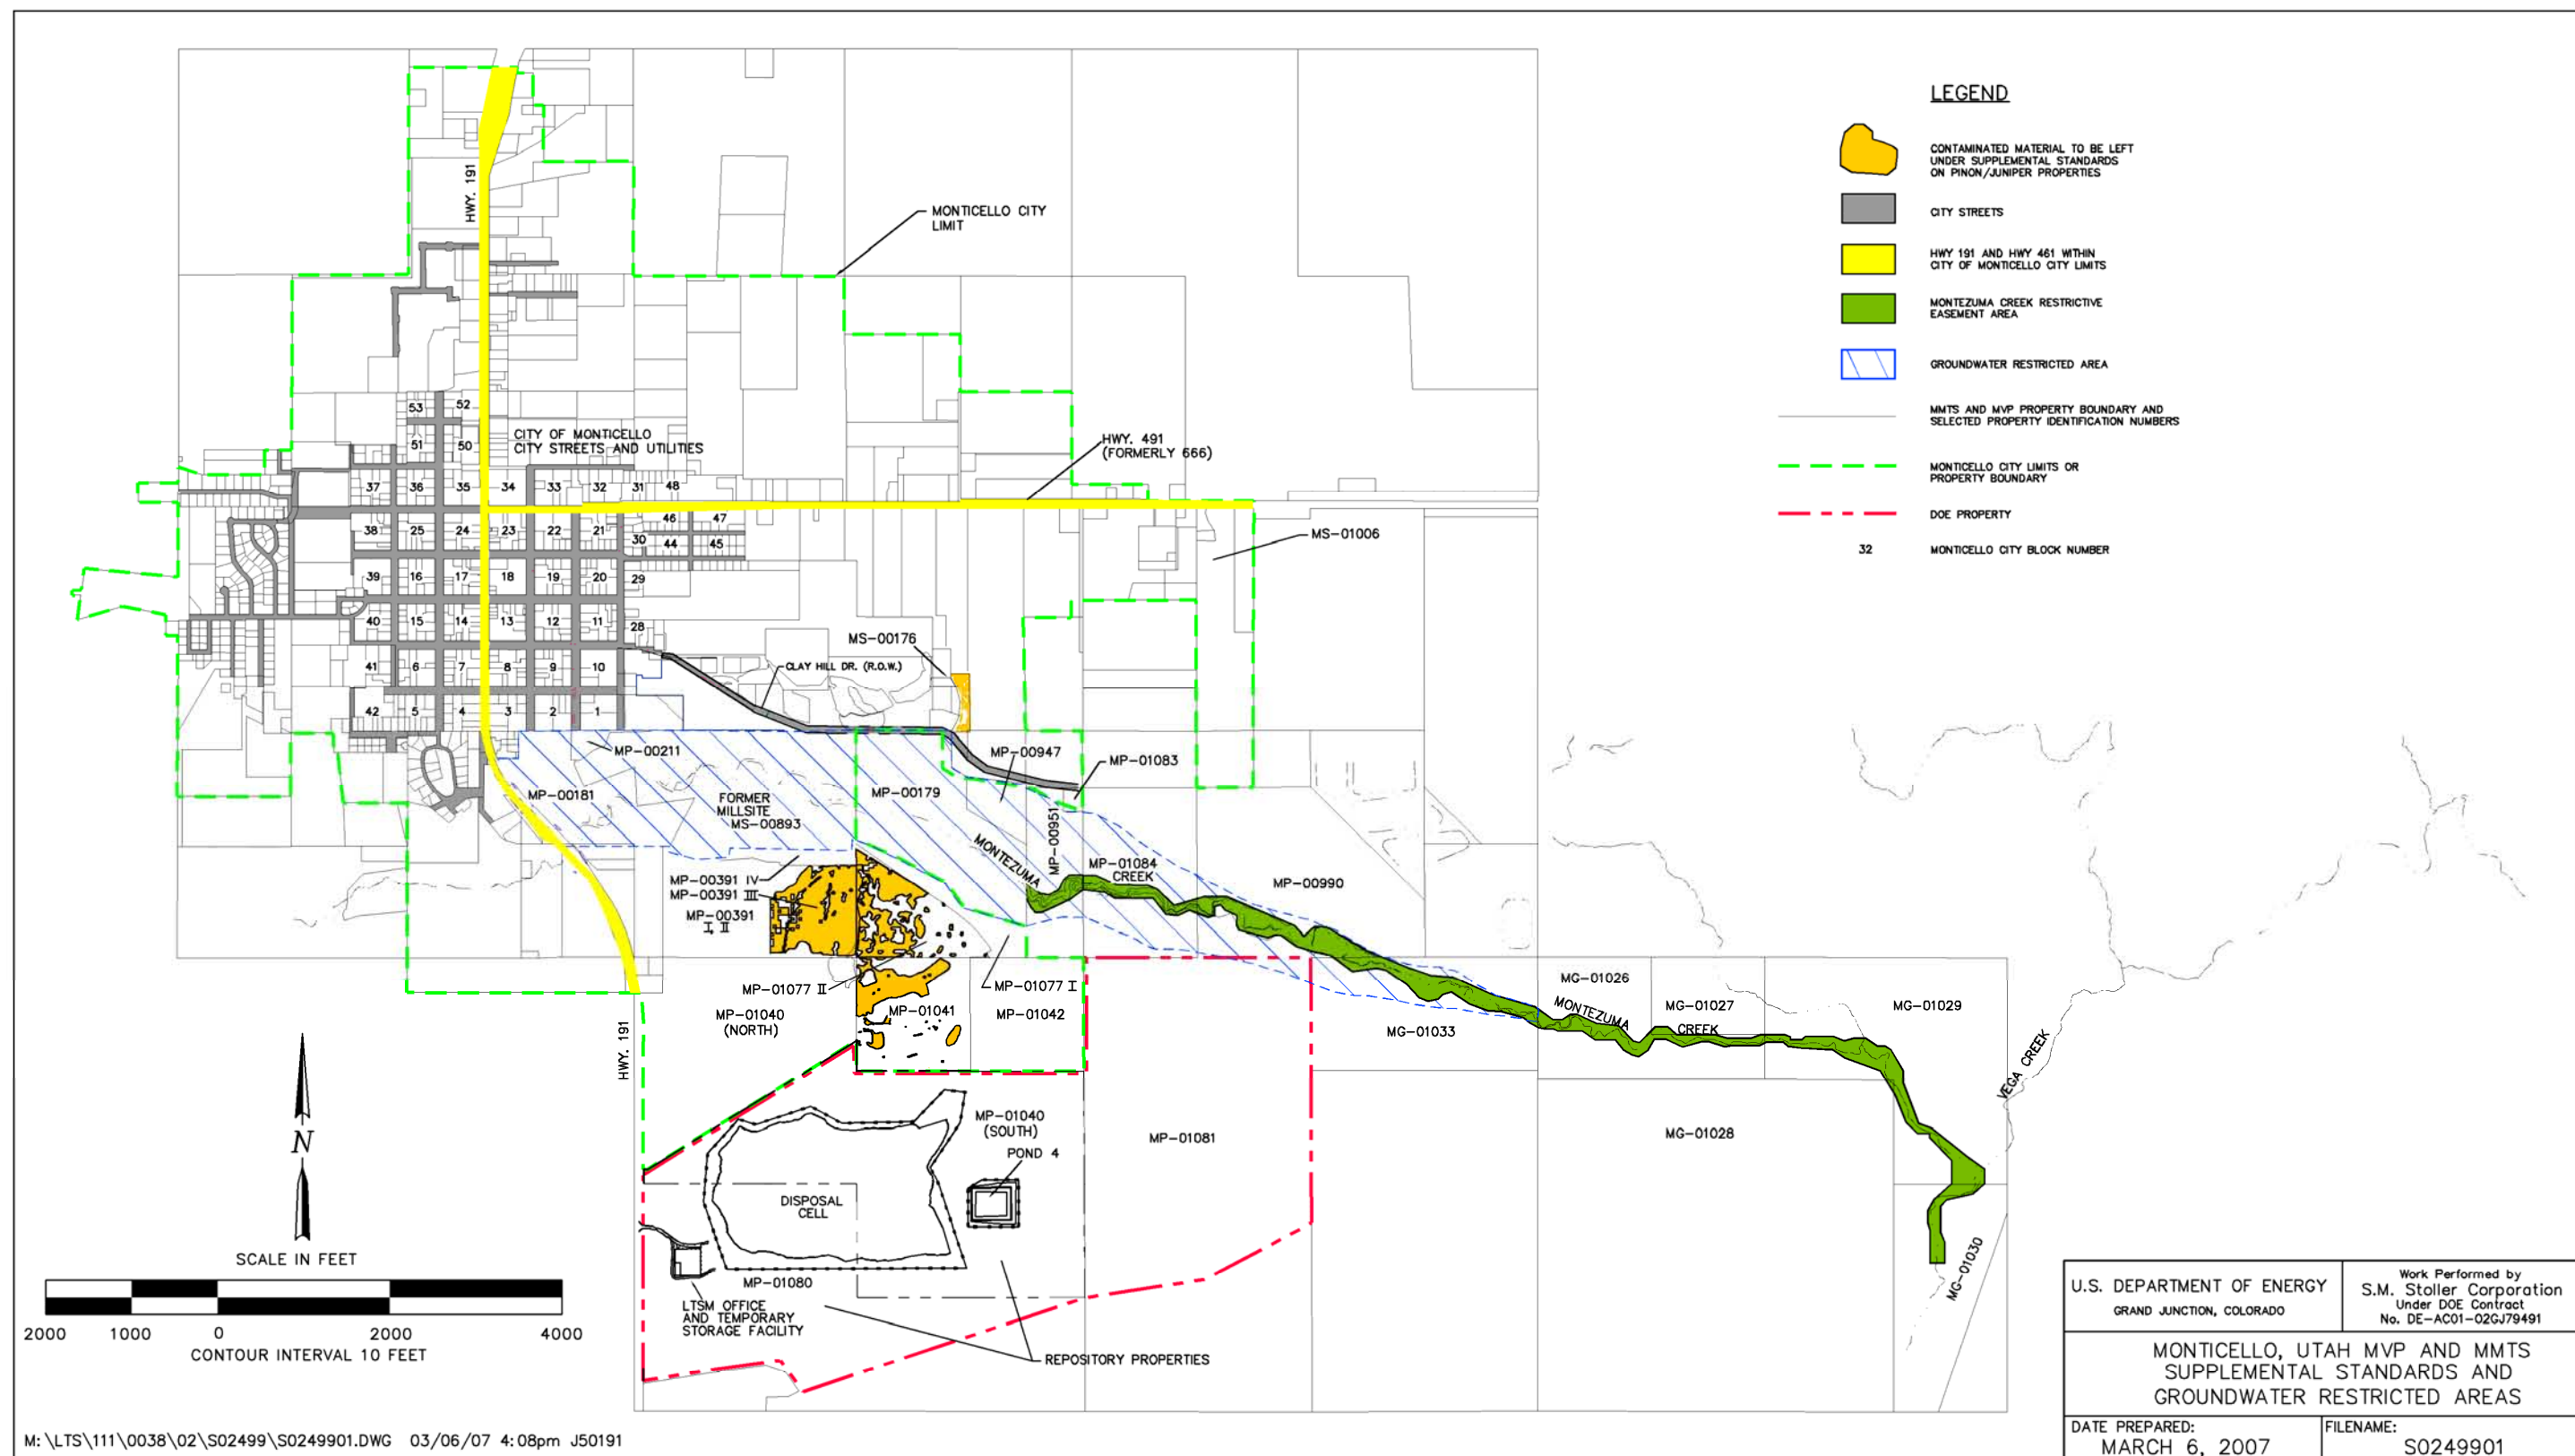 LEGEND
CONTAMINATED MATERIAL TO BE LEFT
UNDER SUPPLEMENTAL STANDARDS
ON PINON/JUNIPER PROPERTIES
CITY STREETS
HWY 191 AND HWY 461 WITHIN
CITY OF MONTICELLO CITY LIMITS
MONTEZUMA CREEK RESTRICTIVE
EASEMENT AREA
GROUNDWATER RESTRICTED AREA
MMTS AND MVP PROPERTY BOUNDARY AND
SELECTED PROPERTY IDENTIFICATION NUMBERS
MONTICELLO CITY LIMITS OR
PROPERTY BOUNDARY
DOE PROPERTY
32 MONTICELLO CITY BLOCK NUMBER
HWY. 191
MONTICELLO CITY
LIMIT
53 52
51 50
CITY OF MONTICELLO
CITY STREETS AND UTILITIES
HWY. 491
(FORMERLY 666)
37 36 35 34 33 32 31 48
46 47
38 25 24 23 22 21 30 44 45
MS-01006
39 16 17 18 19 20 29
40 15 14 13 12 11 28
MS-00176
41 6 7 8 9 10
CLAY HILL DR. (R.O.W.)
42 5 4 3 2 1
MP-00211
MP-00947
MP-01083
MP-00181
FORMER
MILLSITE
MS-00893
MP-00179
MP-00951
MONTEZUMA
MP-01084
CREEK
MP-00990
MP-00391 IV
MP-00391 III
MP-00391
I, II
MP-01077 II
MP-01077 I
MP-01040
(NORTH)
MP-01041
MP-01042
MG-01033
MG-01026
MG-01027
MG-01029
MONTEZUMA
CREEK
VEGA CREEK
HWY. 191
MP-01040
(SOUTH)
POND 4
MP-01081
MG-01028
DISPOSAL
CELL
MP-01080
LTSM OFFICE
AND TEMPORARY
STORAGE FACILITY
REPOSITORY PROPERTIES
MG-01030
N
SCALE IN FEET
2000 1000 0 2000 4000
CONTOUR INTERVAL 10 FEET
M:\LTS\111\0038\02\S02499\S0249901.DWG 03/06/07 4:08pm J50191
U.S. DEPARTMENT OF ENERGY
GRAND JUNCTION, COLORADO
Work Performed by
S.M. Stoller Corporation
Under DOE Contract
No. DE-AC01-02GJ79491
MONTICELLO, UTAH MVP AND MMTS
SUPPLEMENTAL STANDARDS AND
GROUNDWATER RESTRICTED AREAS
DATE PREPARED:
MARCH 6, 2007
FILENAME:
S0249901